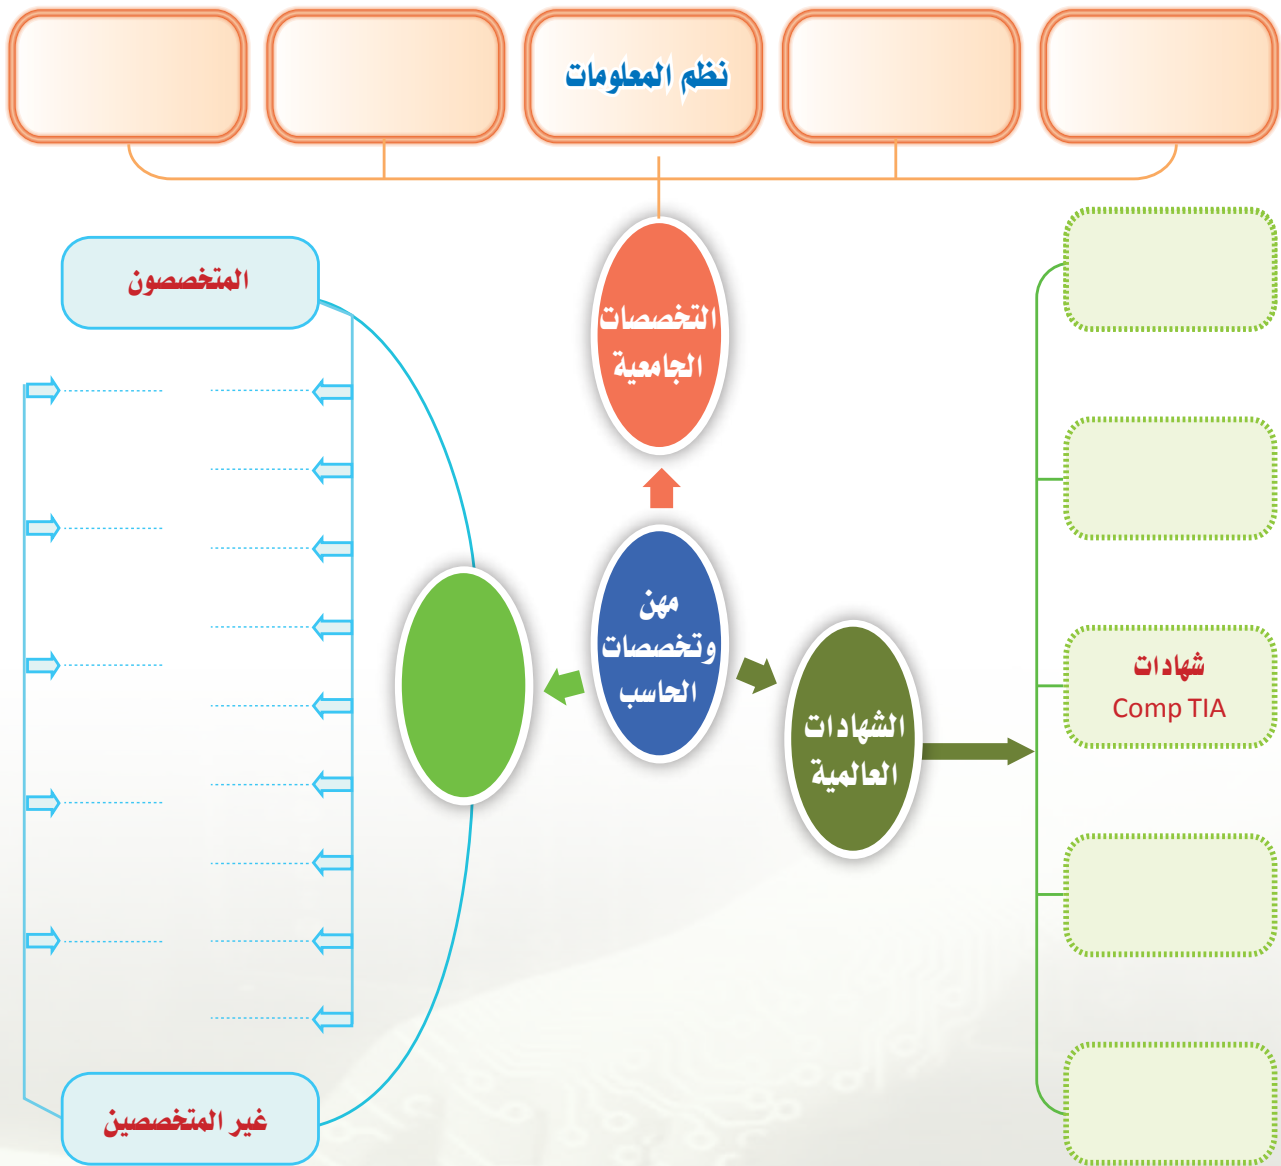 نظم المعلومات
التخصصات
الجامعية
المتخصصون
مهن
وتخصصات
الحاسب
شهادات
Comp TIA
الشهادات
العالمية
غير المتخصصين